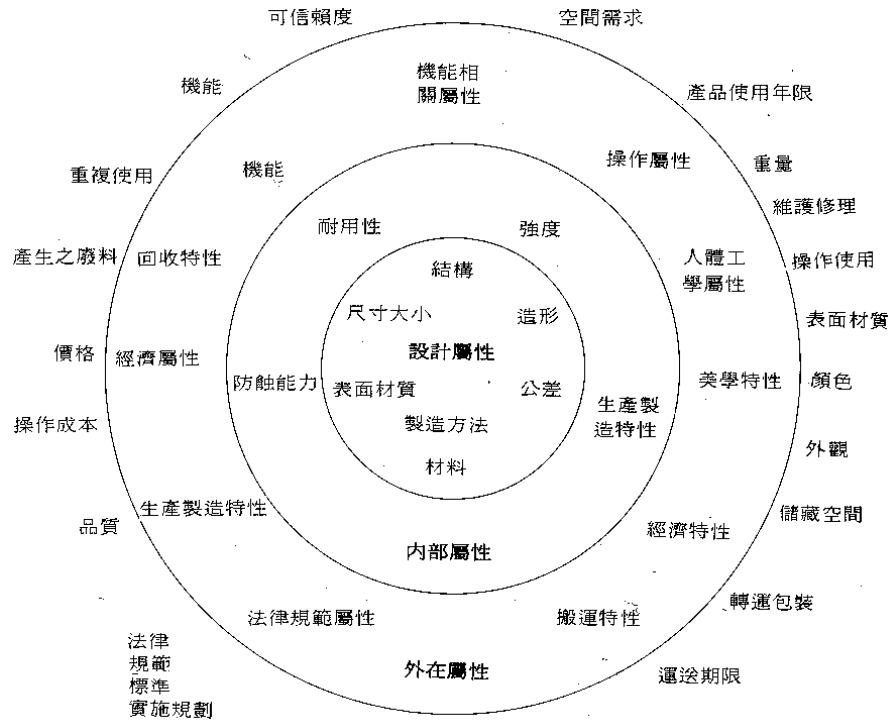 可信賴度
空間需求
機能
機能相
關屬性
產品使用年限
重複使用
機能
操作屬性
重量
維護修理
耐用性
強度
產生之廢料
回收特性
結構
人體工
學屬性
操作使用
尺寸大小
造形
表面材質
價格
經濟屬性
設計屬性
防蝕能力
表面材質
公差
生產製
造特性
美學特性
顏色
操作成本
製造方法
外觀
材料
品質
生產製造特性
儲藏空間
內部屬性
經濟特性
轉運包裝
法律規範屬性
搬運特性
法律
規範
標準
實施規劃
外在屬性
運送期限